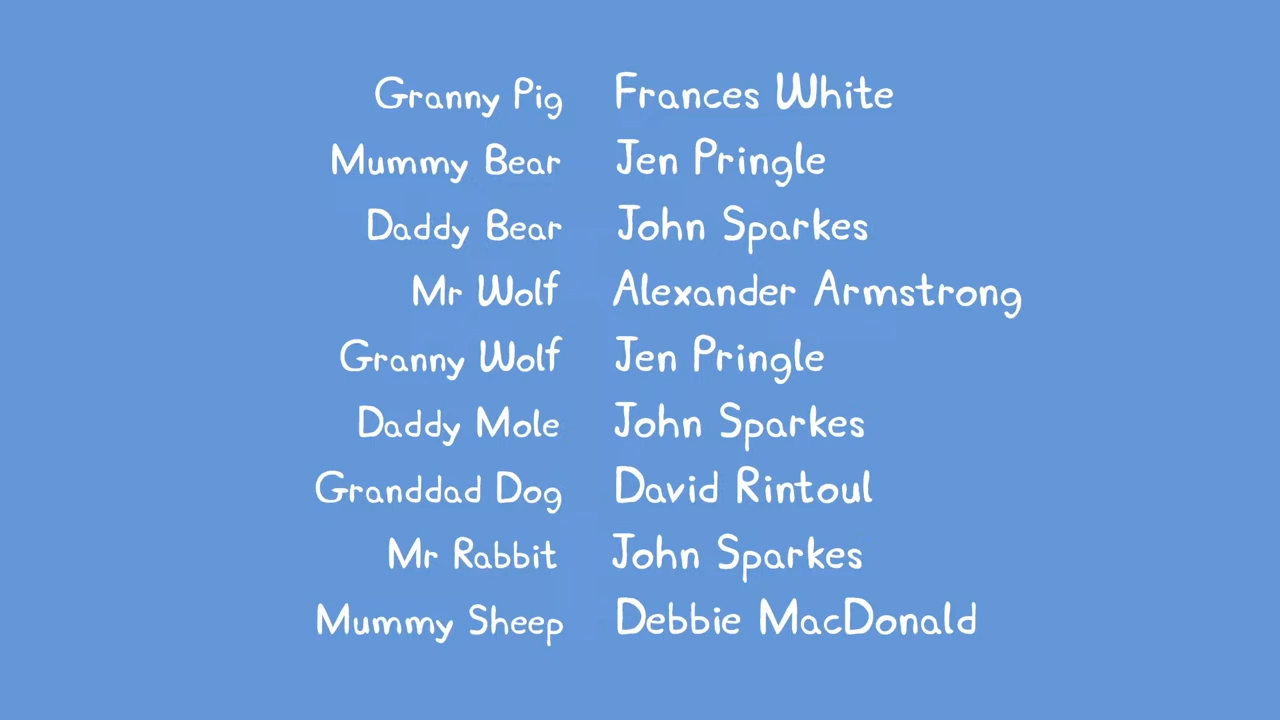 Granny Pig Frances White
Mummy Bear Jen Pringle
Daddy Bear John Sparkes
Mr Wolf Alexander Armstrong
Granny Wolf Jen Pringle
Daddy Mole John Sparkes
Granddad Dog David Rintoul
Mr Rabbit John Sparkes
Mummy Sheep Debbie MacDonald